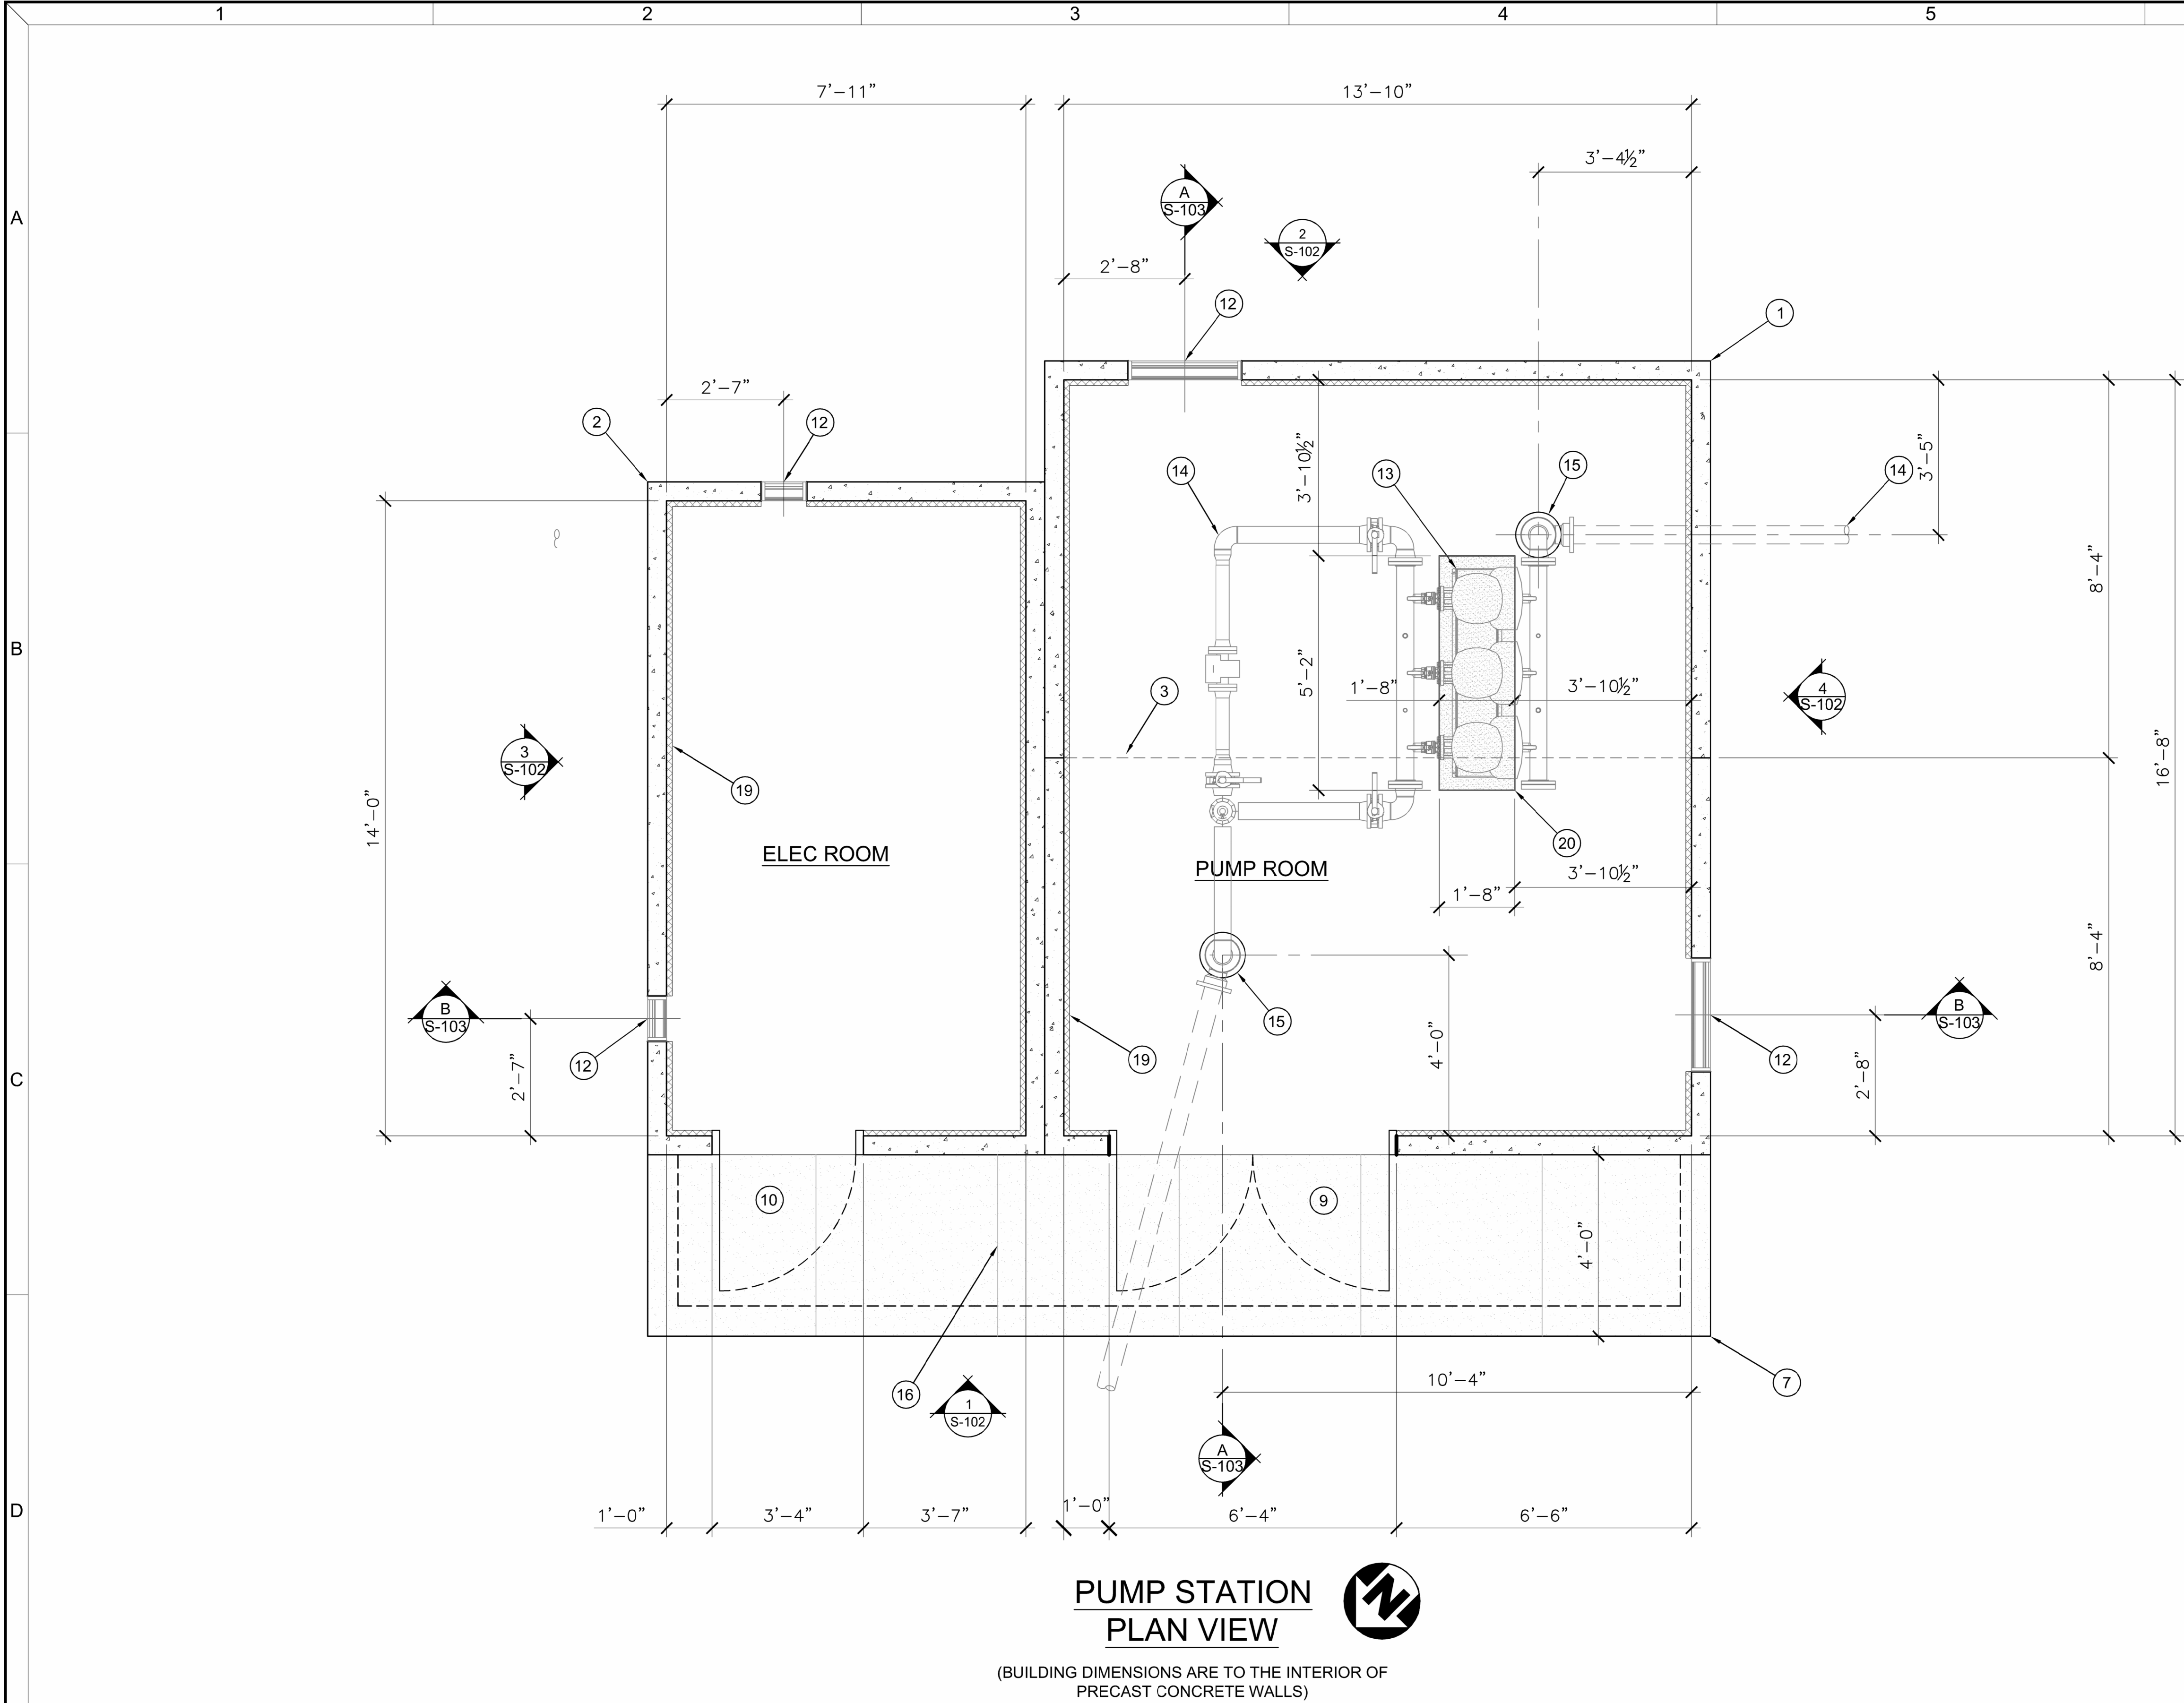 1 2 3 4 5
7'-11" 13'-10"
3'-4½"
A
A
S-103
2
S-102
2'-8"
12
1
2'-7"
2
12
3'-10½"
14
13
15
14
3'-5"
8'-4"
B
5'-2"
1'-8"
3'-10½"
3
4
S-102
3
S-102
16'-8"
19
14'-0"
ELEC ROOM
PUMP ROOM
20
3'-10½"
1'-8"
8'-4"
B
S-103
B
S-103
15
4'-0"
12
19
12
2'-7"
2'-8"
C
10
9
4'-0"
16
1
S-102
10'-4"
7
A
S-103
D
1'-0" 3'-4" 3'-7" 1'-0" 6'-4" 6'-6"
PUMP STATION
PLAN VIEW
N
(BUILDING DIMENSIONS ARE TO THE INTERIOR OF
PRECAST CONCRETE WALLS)